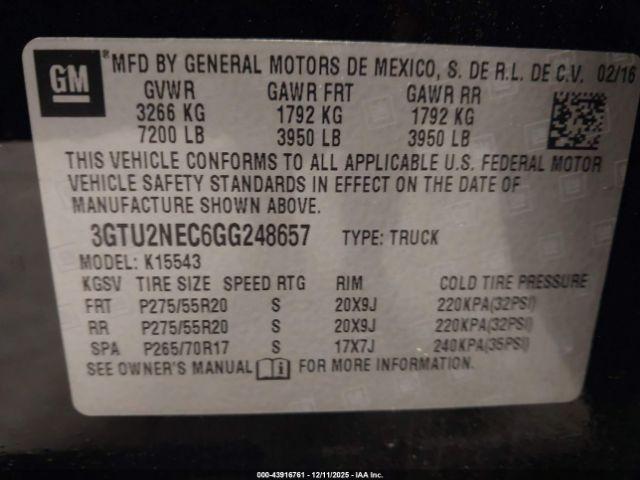 GM
® MFD BY GENERAL MOTORS DE MEXICO, S. DE R.L. DE C.V. 02/16
GVWR GAWR FRT GAWR RR
3266 KG 1792 KG 1792 KG
7200 LB 3950 LB 3950 LB
THIS VEHICLE CONFORMS TO ALL APPLICABLE U.S. FEDERAL MOTOR
VEHICLE SAFETY STANDARDS IN EFFECT ON THE DATE OF
MANUFACTURE SHOWN ABOVE.
3GTU2NEC6GG248657 TYPE: TRUCK
MODEL: K15543
KGSV TIRE SIZE SPEED RTG RIM COLD TIRE PRESSURE
FRT P275/55R20 S 20X9J 220KPA(32PSI)
RR P275/55R20 S 20X9J 220KPA(32PSI)
SPA P265/70R17 S 17X7J 240KPA(35PSI)
SEE OWNER'S MANUAL FOR MORE INFORMATION.
000-43916761 - 12/11/2025 - IAA Inc.